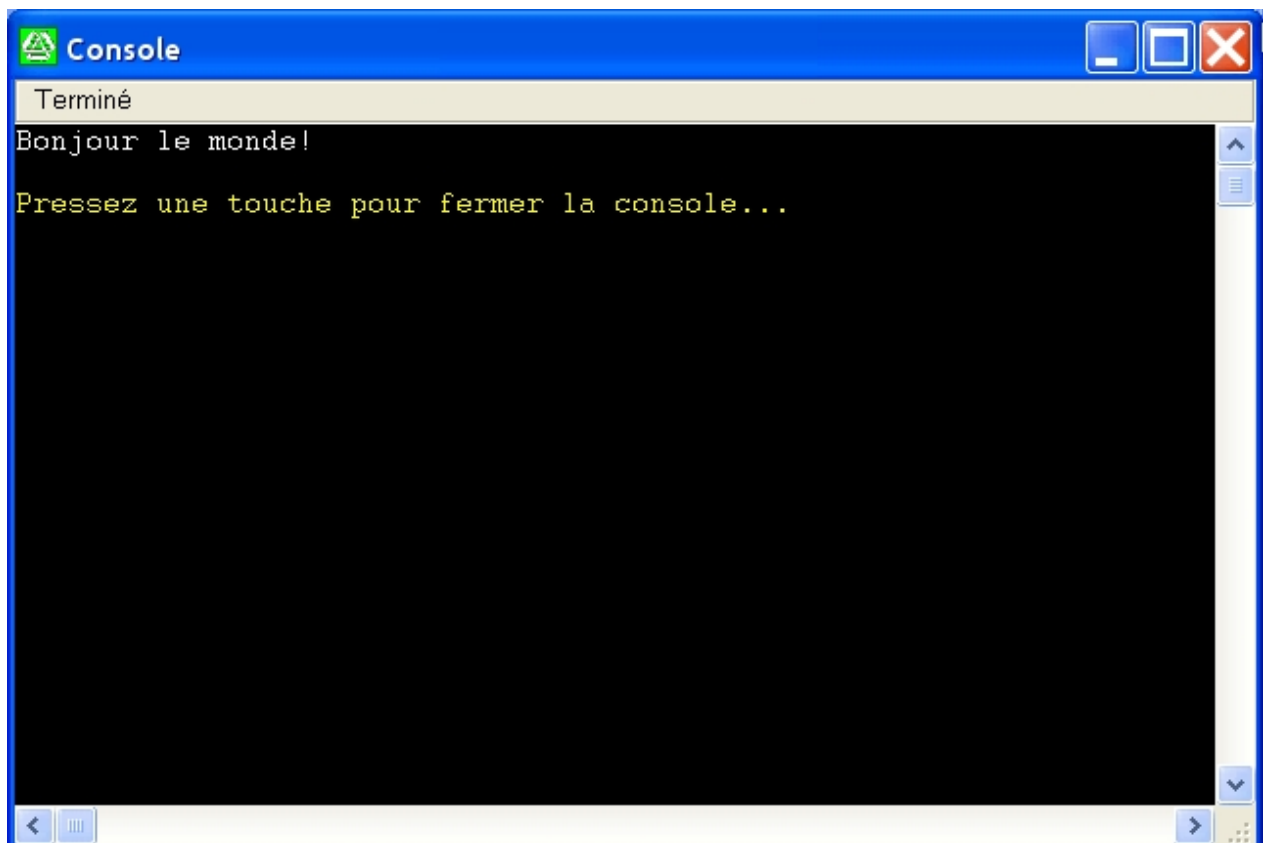 Console
Terminé
Bonjour le monde!
Pressez une touche pour fermer la console...